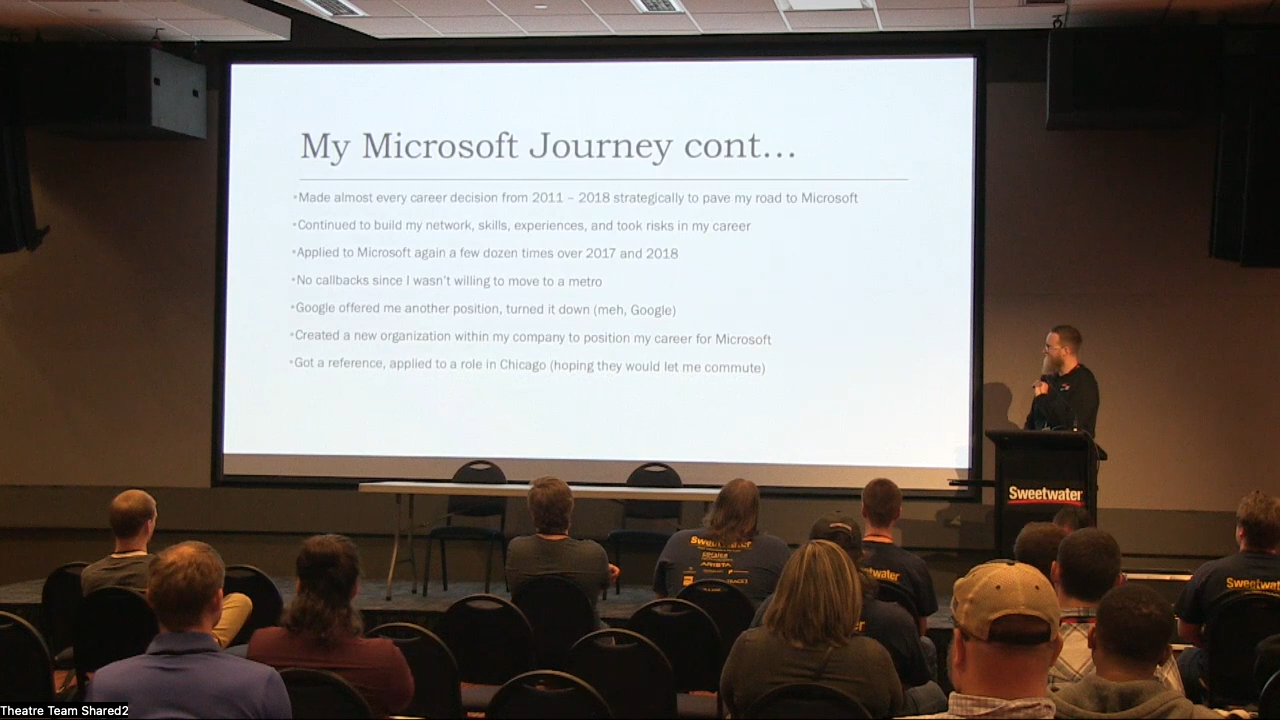 My Microsoft Journey cont…
•Made almost every career decision from 2011 – 2018 strategically to pave my road to Microsoft
•Continued to build my network, skills, experiences, and took risks in my career
•Applied to Microsoft again a few dozen times over 2017 and 2018
•No callbacks since I wasn't willing to move to a metro
•Google offered me another position, turned it down (meh, Google)
•Created a new organization within my company to position my career for Microsoft
•Got a reference, applied to a role in Chicago (hoping they would let me commute)
Sweetwater
Sweetwater
ARISTA
twater
Sweetwat
Theatre Team Shared2